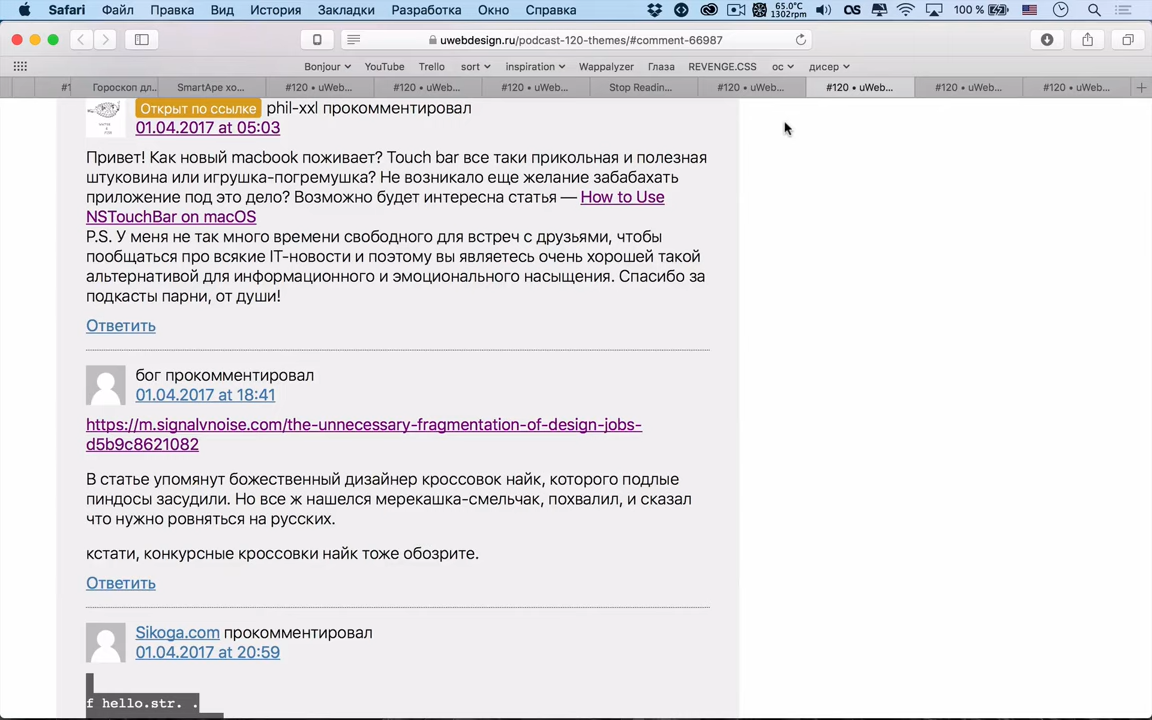 Safari Файл Правка Вид История Закладки Разработка Окно Справка 65.0°C 1302rpm 100 %
uwebdesign.ru/podcast-120-themes/#comment-66987
Bonjour YouTube Trello sort inspiration Wappalyzer Глаза REVENGE.CSS ос дисер
#1 Гороскоп дл... SmartApe хо... #120 • uWeb... #120 • uWeb... #120 • uWeb... Stop Readin... #120 • uWeb... #120 • uWeb... #120 • uWeb... #120 • uWeb...
Открыт по ссылке phil-xxl прокомментировал
01.04.2017 at 05:03
Привет! Как новый macbook поживает? Touch bar все таки прикольная и полезная
штуковина или игрушка-погремушка? Не возникало еще желание забабахать
приложение под это дело? Возможно будет интересна статья — How to Use
NSTouchBar on macOS
P.S. У меня не так много времени свободного для встреч с друзьями, чтобы
пообщаться про всякие IT-новости и поэтому вы являетесь очень хорошей такой
альтернативой для информационного и эмоционального насыщения. Спасибо за
подкасты парни, от души!
Ответить
бог прокомментировал
01.04.2017 at 18:41
https://m.signalvnoise.com/the-unnecessary-fragmentation-of-design-jobs-
d5b9c8621082
В статье упомянут божественный дизайнер кроссовок найк, которого подлые
пиндосы засудили. Но все ж нашелся мерекашка-смельчак, похвалил, и сказал
что нужно ровняться на русских.
кстати, конкурсные кроссовки найк тоже обозрите.
Ответить
Sikoga.com прокомментировал
01.04.2017 at 20:59
f hello.str. .